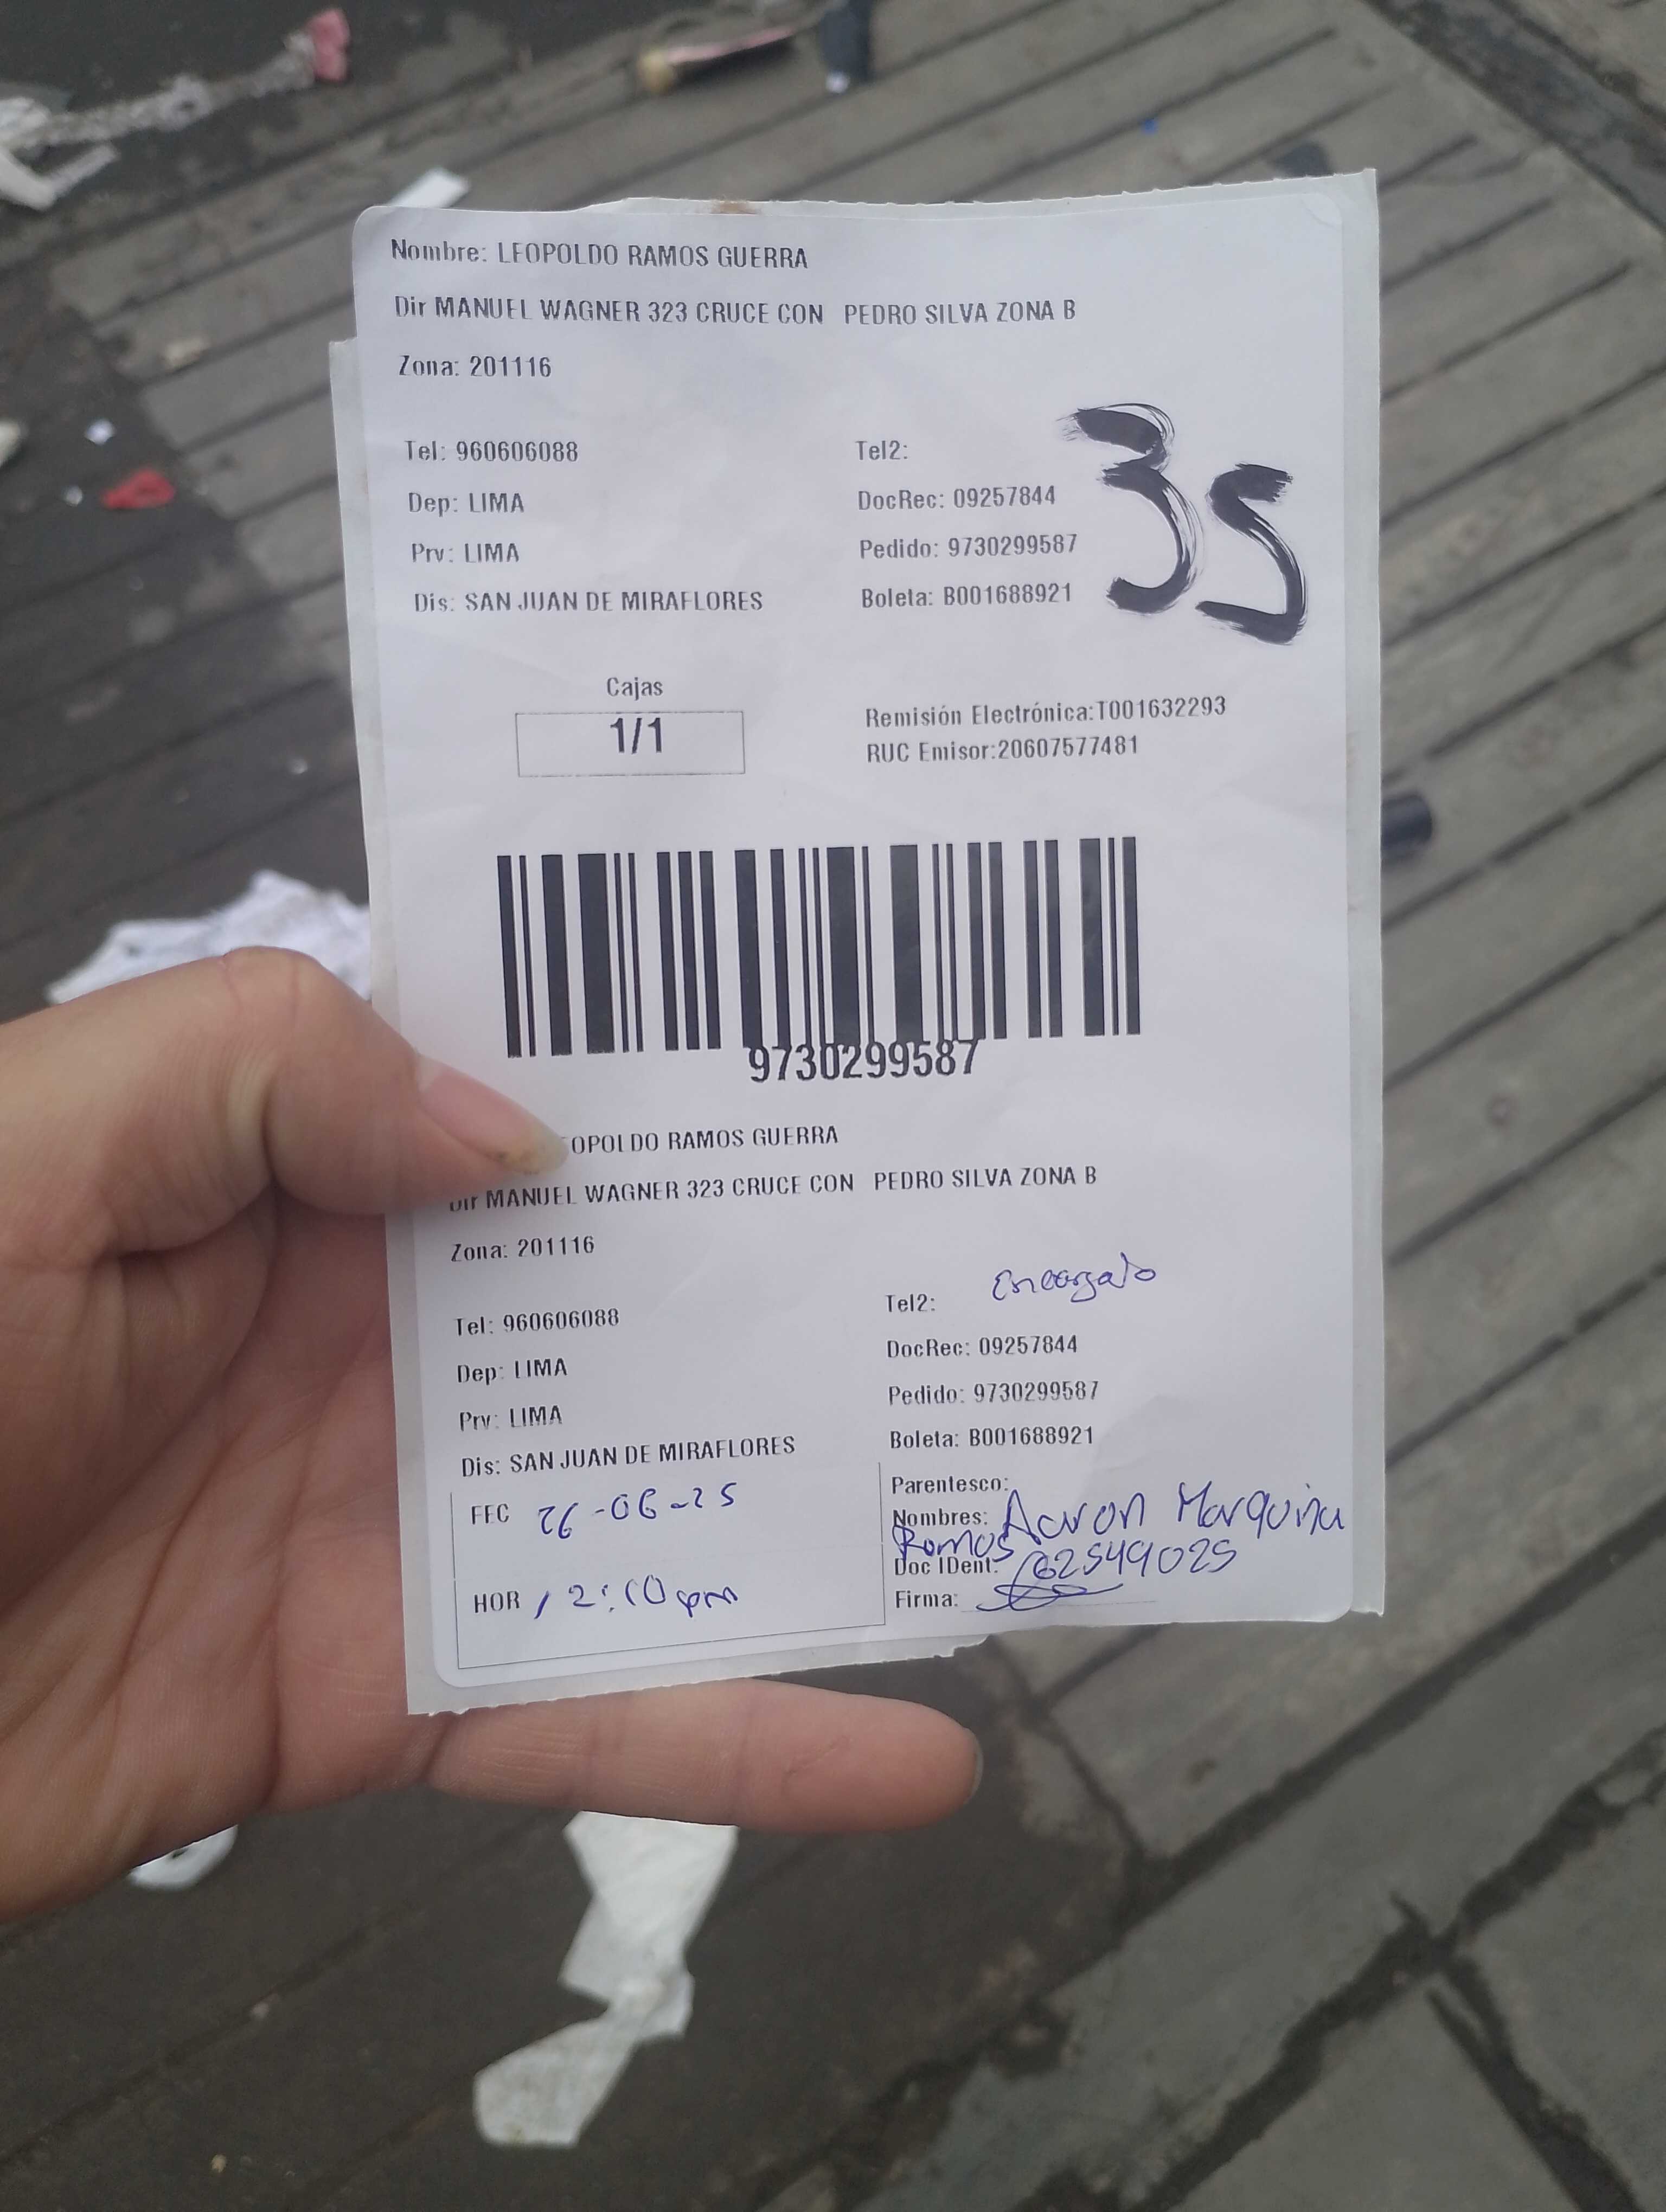 Nombre: LEOPOLDO RAMOS GUERRA
Dir MANUEL WAGNER 323 CRUCE CON PEDRO SILVA ZONA B
Zona: 201116
35
Tel: 960606088 Tel2:
Dep: LIMA DocRec: 09257844
Prv: LIMA Pedido: 9730299587
Dis: SAN JUAN DE MIRAFLORES Boleta: B001688921
Cajas
1/1
Remisión Electrónica:T001632293
RUC Emisor:20607577481
9730299587
OPOLDO RAMOS GUERRA
Dir MANUEL WAGNER 323 CRUCE CON PEDRO SILVA ZONA B
Zona: 201116
Encargado
Tel: 960606088 Tel2:
Dep: LIMA DocRec: 09257844
Prv: LIMA Pedido: 9730299587
Dis: SAN JUAN DE MIRAFLORES Boleta: B001688921
FEC 26-06-25
HOR 12:10 pm
Parentesco:
Nombres: Aaron Marquina
Ramos
Doc IDent: 62549025
Firma: